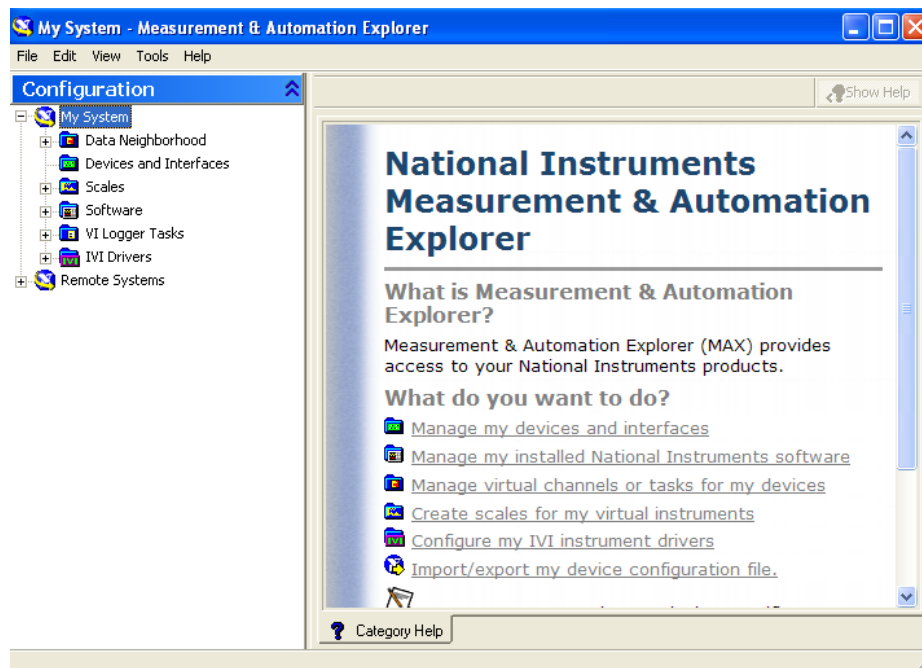 My System - Measurement & Automation Explorer
File Edit View Tools Help
Configuration
Show Help
My System
Data Neighborhood
Devices and Interfaces
Scales
Software
VI Logger Tasks
IVI Drivers
Remote Systems
National Instruments
Measurement & Automation
Explorer
What is Measurement & Automation
Explorer?
Measurement & Automation Explorer (MAX) provides
access to your National Instruments products.
What do you want to do?
Manage my devices and interfaces
Manage my installed National Instruments software
Manage virtual channels or tasks for my devices
Create scales for my virtual instruments
IVI Configure my IVI instrument drivers
Import/export my device configuration file.
Category Help